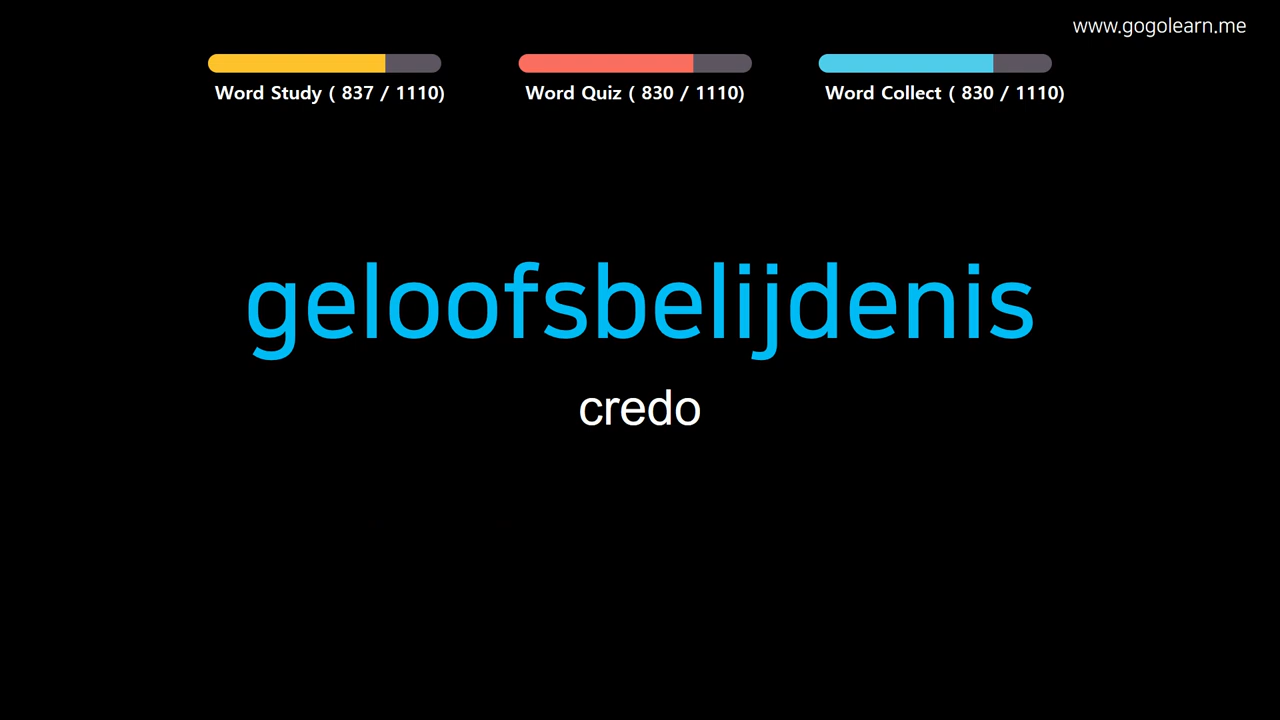 www.gogolearn.me
Word Study ( 837 / 1110)
Word Quiz ( 830 / 1110)
Word Collect ( 830 / 1110)
geloofsbelijdenis
credo